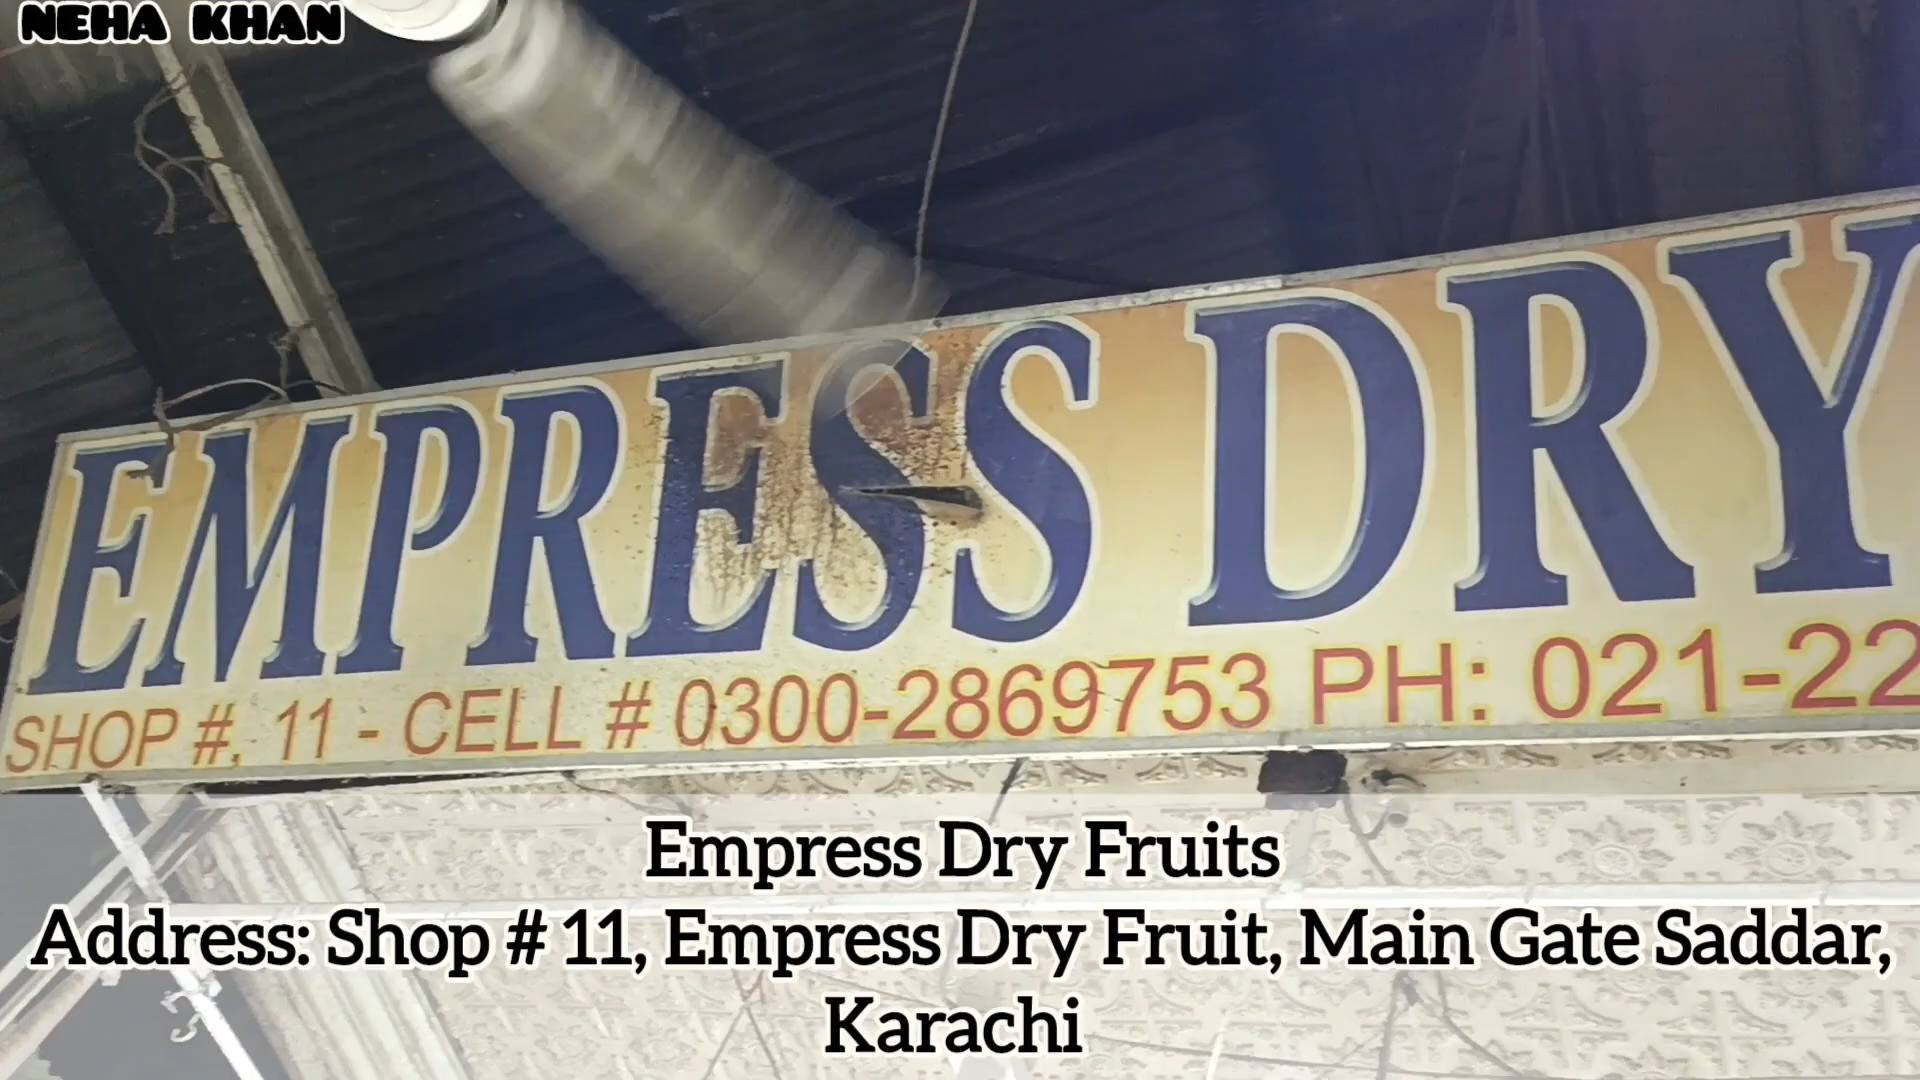 NEHA KHAN
EMPRESS DRY
SHOP #. 11 - CELL # 0300-2869753 PH: 021-22
Empress Dry Fruits
Address: Shop # 11, Empress Dry Fruit, Main Gate Saddar,
Karachi